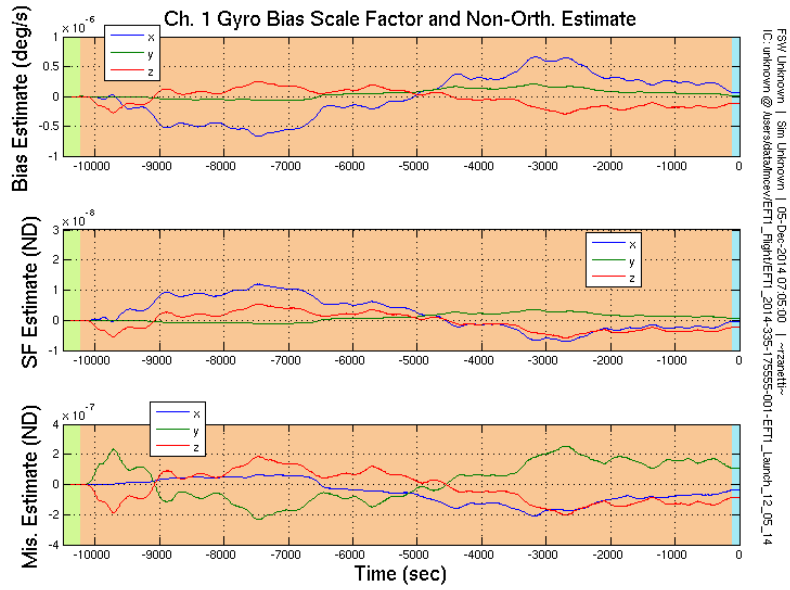 Ch. 1 Gyro Bias Scale Factor and Non-Orth. Estimate
x 10^-6
1
0.5
0
-0.5
-1
Bias Estimate (deg/s)
x
y
z
-10000 -9000 -8000 -7000 -6000 -5000 -4000 -3000 -2000 -1000 0
x 10^-8
3
2
1
0
-1
SF Estimate (ND)
x
y
z
-10000 -9000 -8000 -7000 -6000 -5000 -4000 -3000 -2000 -1000 0
x 10^-7
4
2
0
-2
-4
Mis. Estimate (ND)
x
y
z
-10000 -9000 -8000 -7000 -6000 -5000 -4000 -3000 -2000 -1000 0
Time (sec)
FSW Unknown | Sim Unknown | 05-Dec-2014 07:05:00 | ~rzanetti~
IC: unknown @ /users/data/fmcev/EFT1_Flight/EFT1_2014-335-175555-001-EFT1_Launch_12_05_14